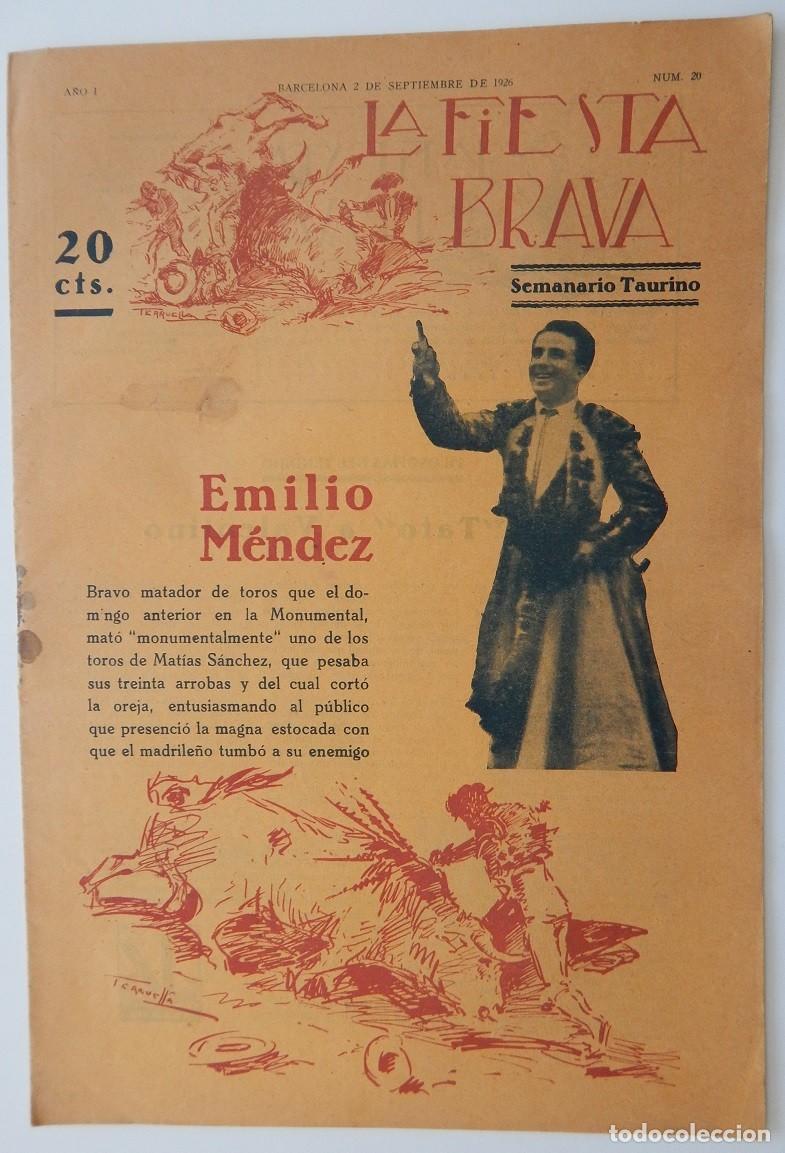 AÑO I
BARCELONA 2 DE SEPTIEMBRE DE 1926
NUM. 20
LA FiESTA
BRAVA
20
cts.
Semanario Taurino
TERRUELLA
Emilio
Méndez
Bravo matador de toros que el do-
m ngo anterior en la Monumental,
mató "monumentalmente" uno de los
toros de Matías Sánchez, que pesaba
sus treinta arrobas y del cual cortó
la oreja, entusiasmando al público
que presenció la magna estocada con
que el madrileño tumbó a su enemigo
TERRUELLA
todocoleccion